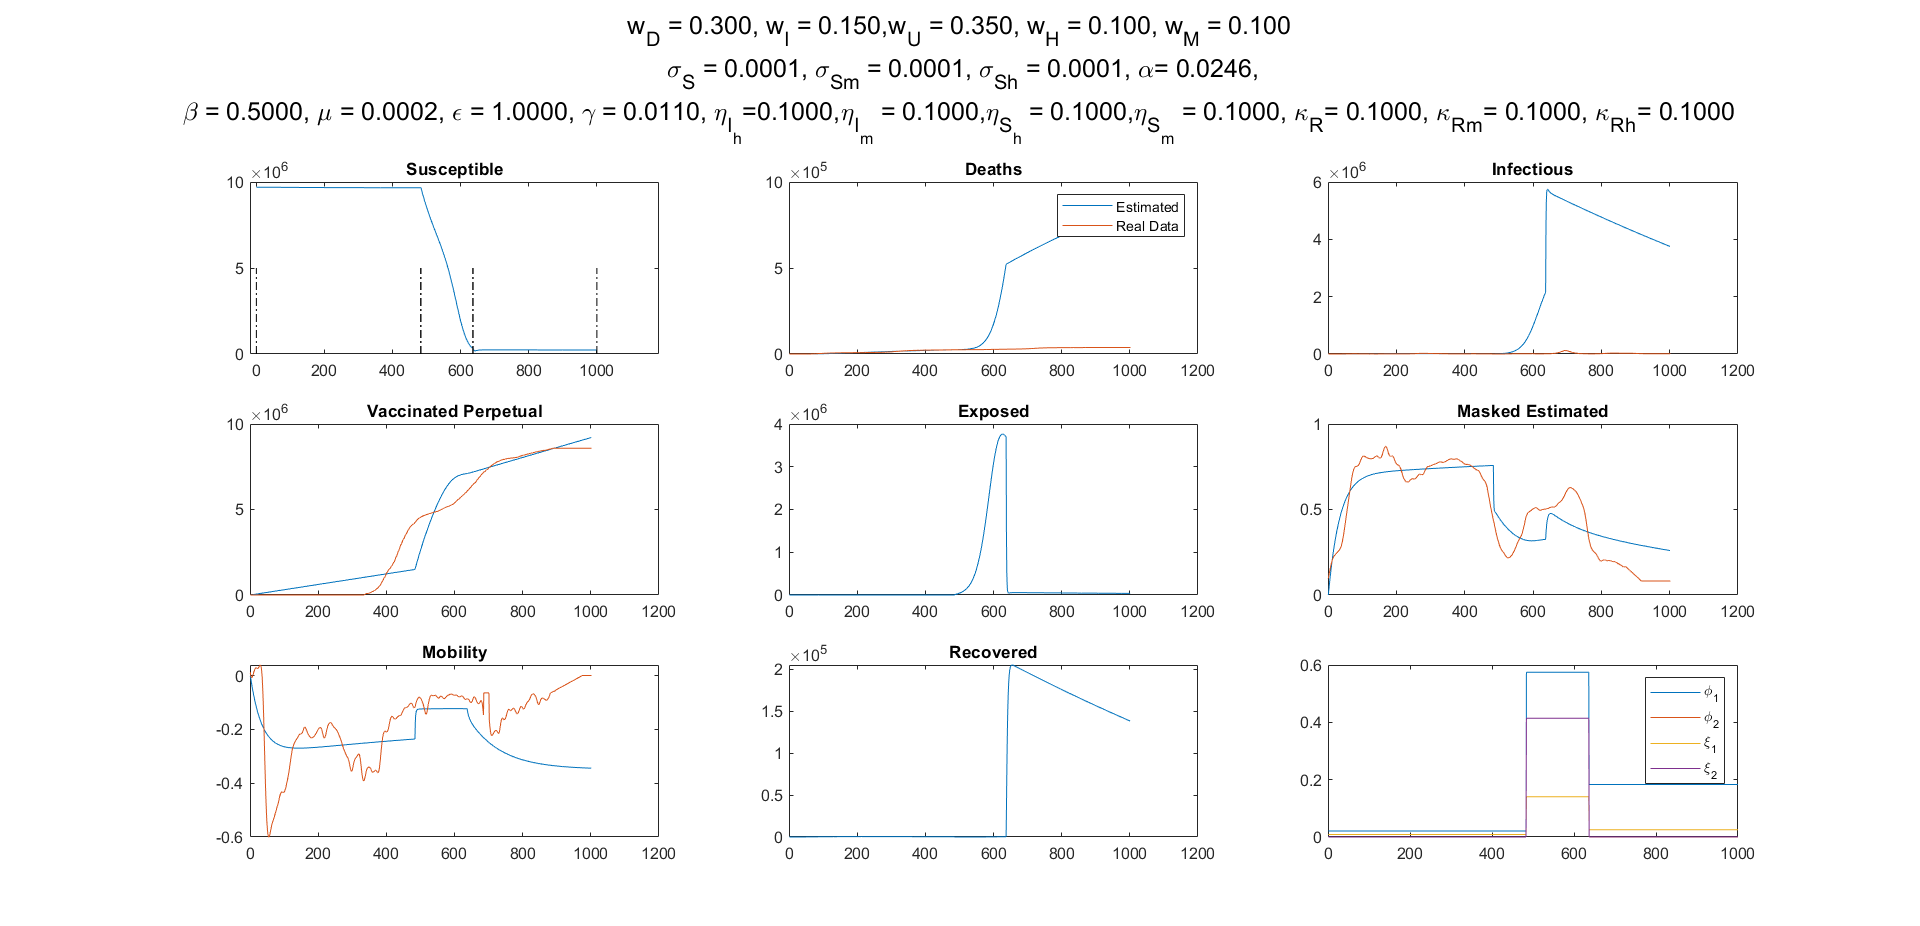 w_D = 0.300, w_I = 0.150,w_U = 0.350, w_H = 0.100, w_M = 0.100
σ_S = 0.0001, σ_Sm = 0.0001, σ_Sh = 0.0001, α= 0.0246,
β = 0.5000, μ = 0.0002, ϵ = 1.0000, γ = 0.0110, η_I_h =0.1000,η_I_m = 0.1000,η_S_h = 0.1000,η_S_m = 0.1000, κ_R= 0.1000, κ_Rm= 0.1000, κ_Rh= 0.1000
Susceptible
×10^6
10
5
0
0 200 400 600 800 1000
Deaths
×10^5
10
5
0
0 200 400 600 800 1000 1200
Estimated
Real Data
Infectious
×10^6
6
4
2
0
0 200 400 600 800 1000 1200
Vaccinated Perpetual
×10^6
10
5
0
0 200 400 600 800 1000 1200
Exposed
×10^6
4
3
2
1
0
0 200 400 600 800 1000 1200
Masked Estimated
1
0.5
0
0 200 400 600 800 1000 1200
Mobility
0
-0.2
-0.4
-0.6
0 200 400 600 800 1000 1200
Recovered
×10^5
2
1.5
1
0.5
0
0 200 400 600 800 1000 1200
0.6
0.4
0.2
0
0 200 400 600 800 1000
ϕ_1
ϕ_2
ξ_1
ξ_2